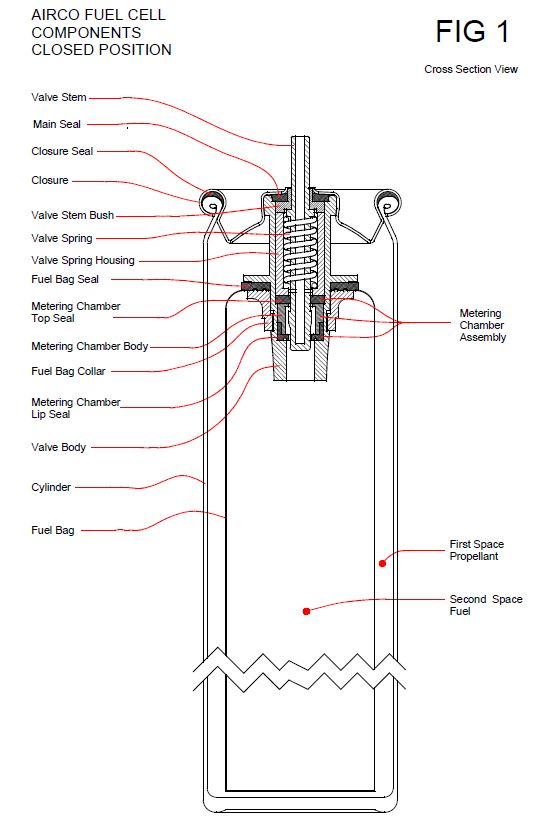 AIRCO FUEL CELL
COMPONENTS
CLOSED POSITION
FIG 1
Cross Section View
Valve Stem
Main Seal
Closure Seal
Closure
Valve Stem Bush
Valve Spring
Valve Spring Housing
Fuel Bag Seal
Metering Chamber
Top Seal
Metering Chamber Body
Fuel Bag Collar
Metering Chamber
Lip Seal
Valve Body
Cylinder
Fuel Bag
Metering
Chamber
Assembly
First Space
Propellant
Second Space
Fuel